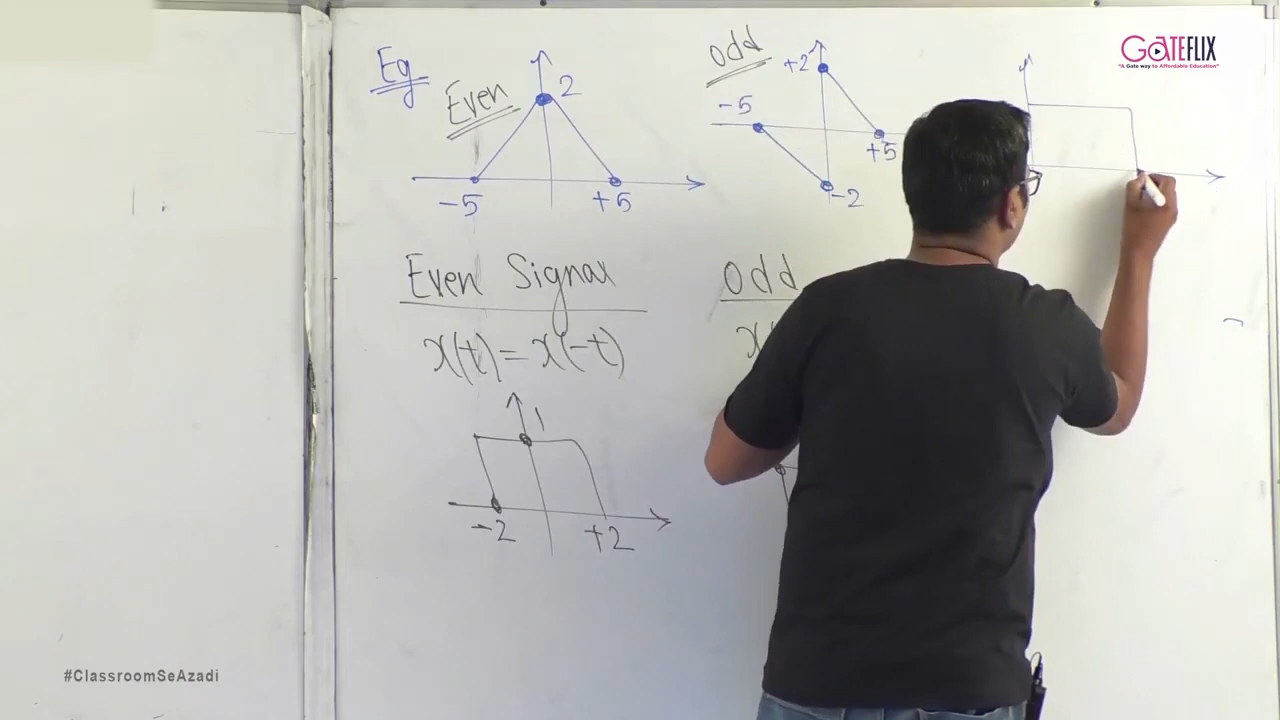 Eg
Even
2
-5
+5
odd
+2
-5
+5
-2
GATEFLIX
"A Gate way to Affordable Education"
Even Signal
x(t) = x(-t)
1
-2
+2
Odd
#ClassroomSeAzadi